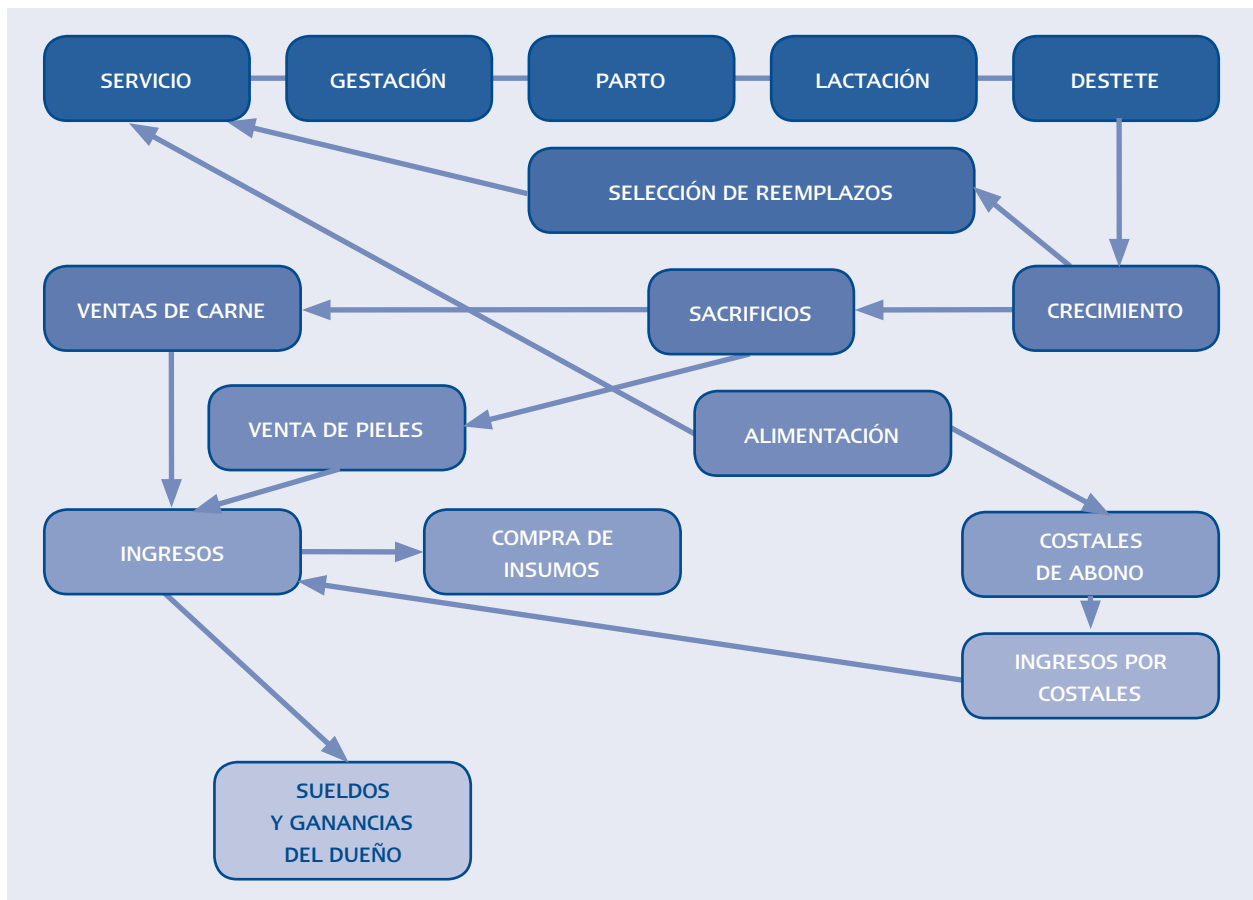 SERVICIO
GESTACIÓN
PARTO
LACTACIÓN
DESTETE
SELECCIÓN DE REEMPLAZOS
VENTAS DE CARNE
SACRIFICIOS
CRECIMIENTO
VENTA DE PIELES
ALIMENTACIÓN
INGRESOS
COMPRA DE
INSUMOS
COSTALES
DE ABONO
INGRESOS POR
COSTALES
SUELDOS
Y GANANCIAS
DEL DUEÑO